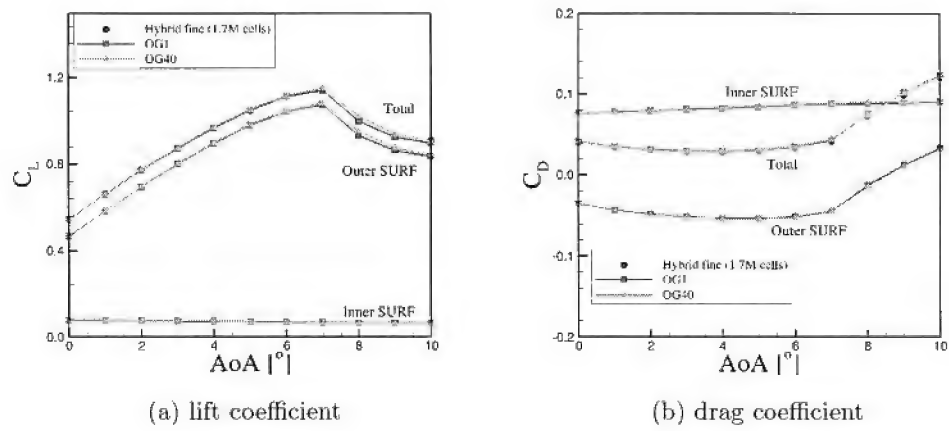 Hybrid fine (1.7M cells)
OG1
OG40
1.2
0.8
0.4
0.0
C_L
Total
Outer SURF
Inner SURF
0 2 4 6 8 10
AoA [°]
(a) lift coefficient
0.2
0.1
0.0
-0.1
-0.2
C_D
Inner SURF
Total
Outer SURF
Hybrid fine (1.7M cells)
OG1
OG40
0 2 4 6 8 10
AoA [°]
(b) drag coefficient